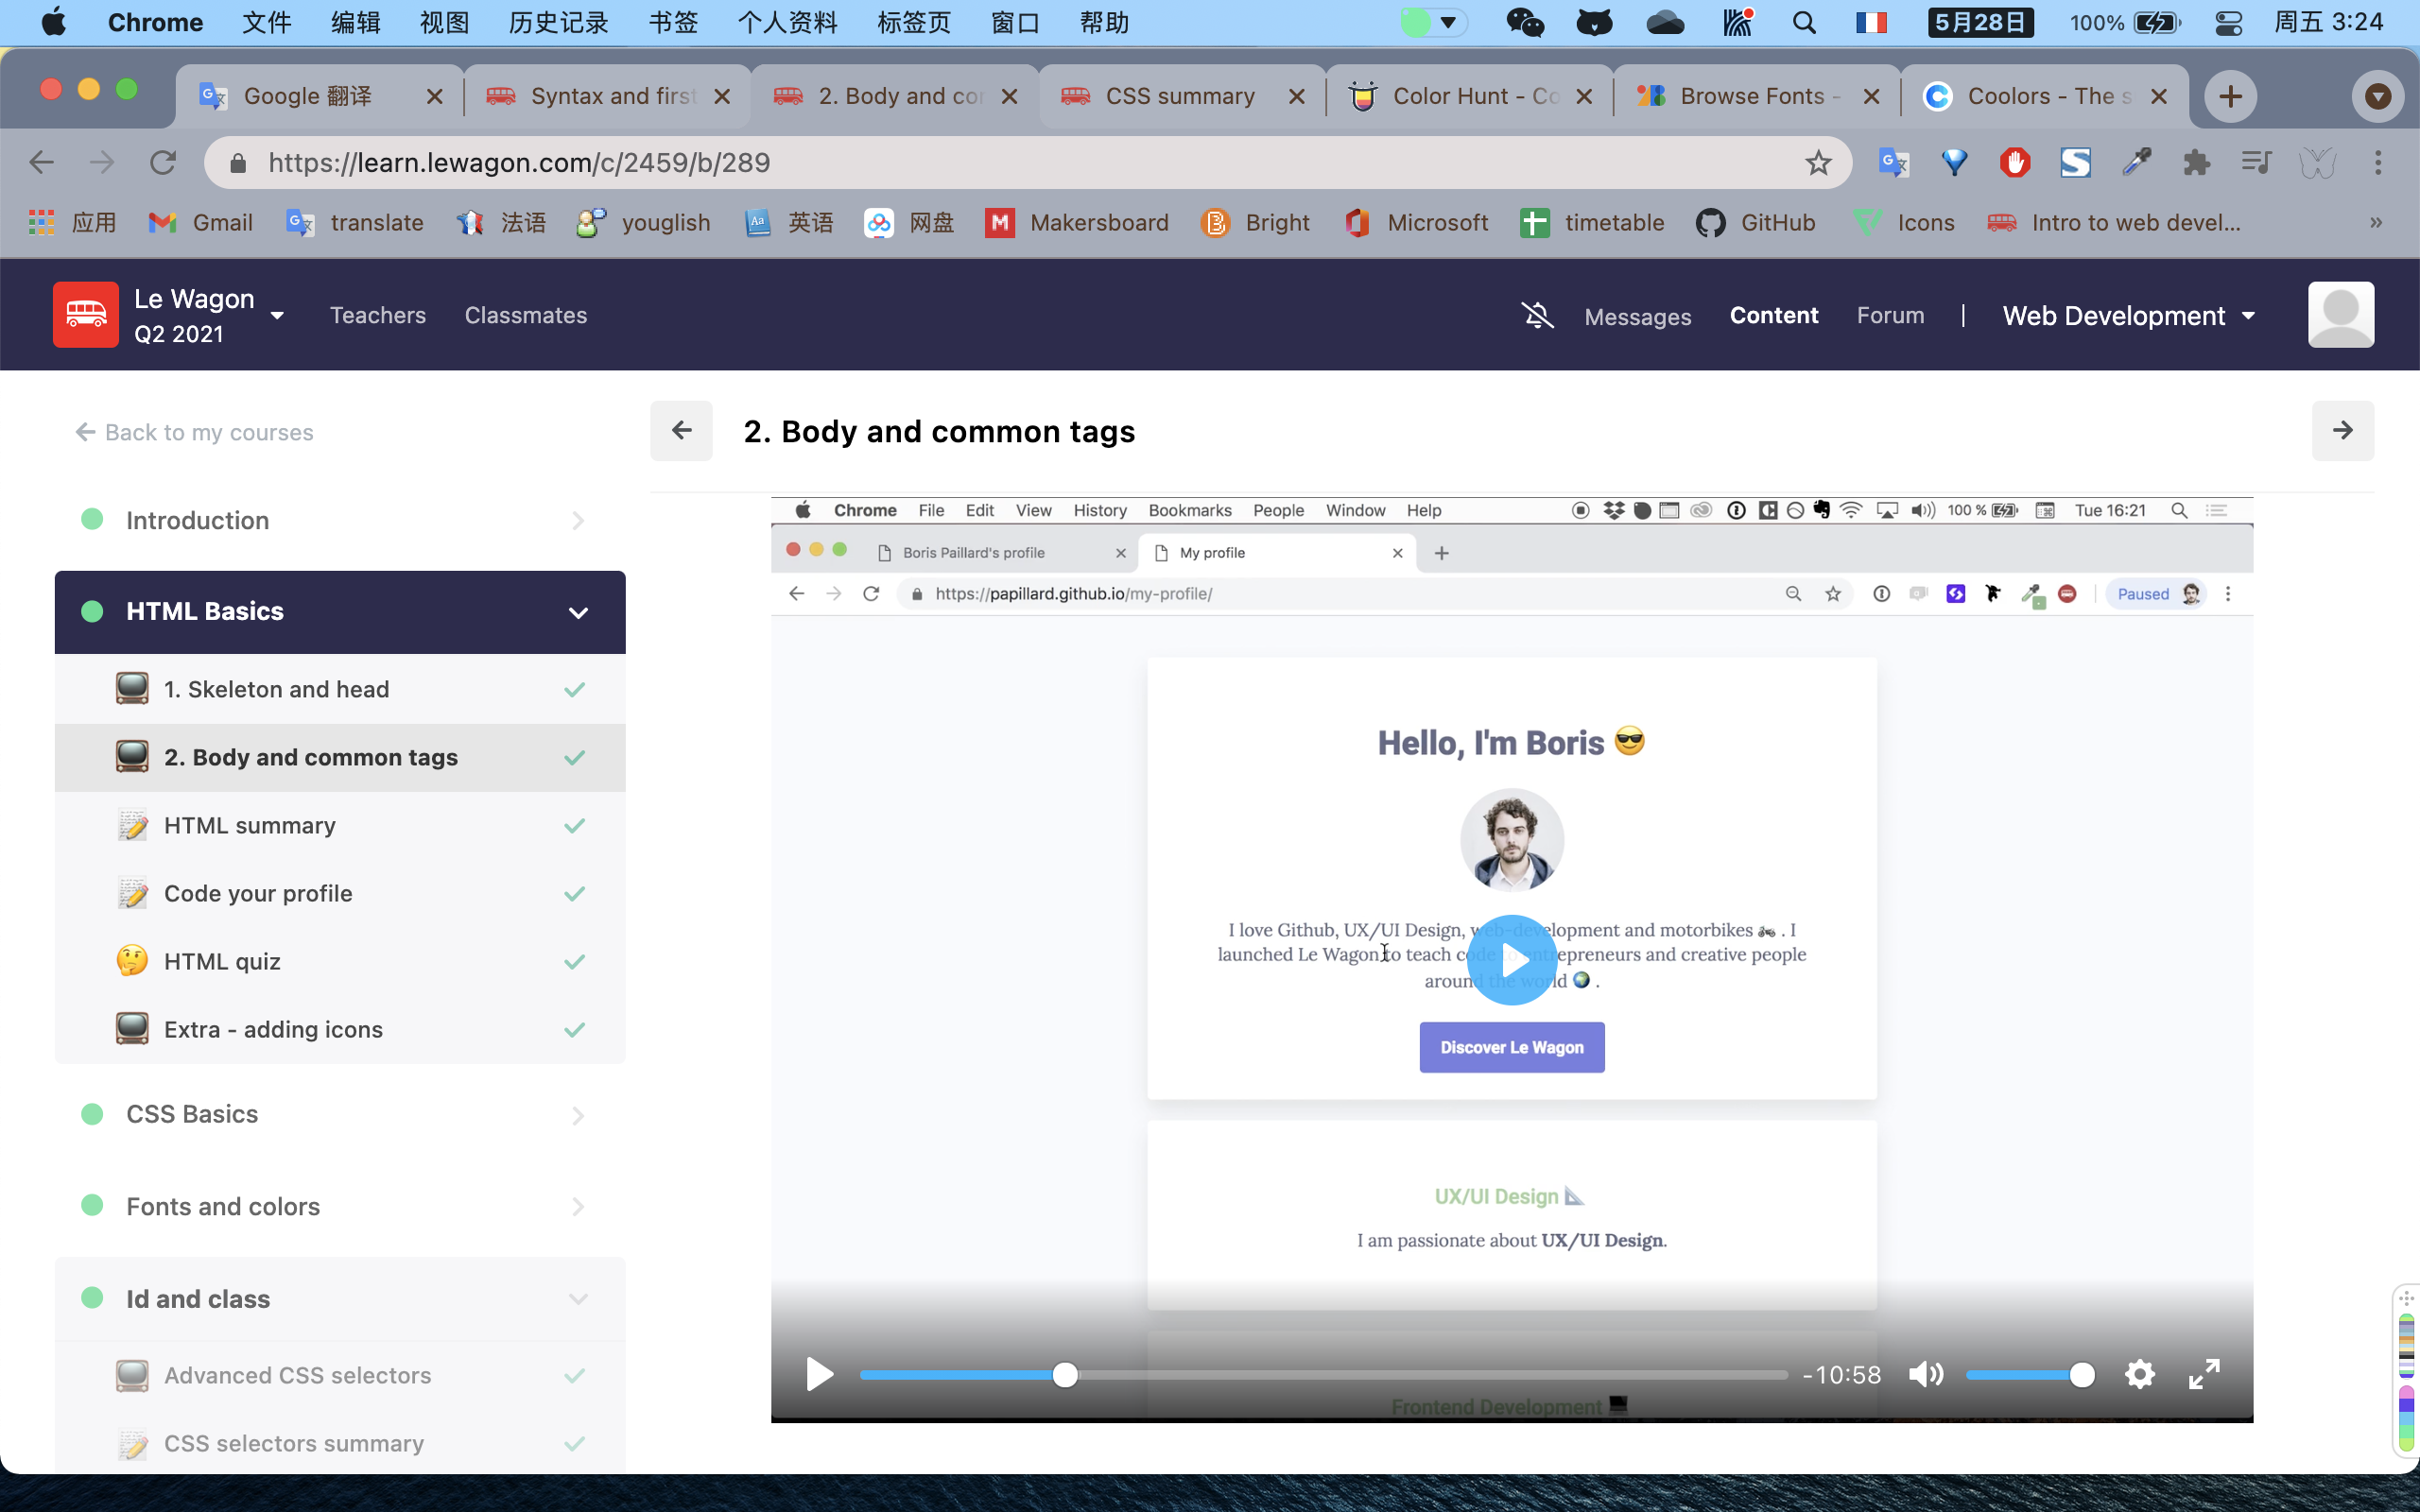 Chrome 文件 编辑 视图 历史记录 书签 个人资料 标签页 窗口 帮助 5月28日 100% 周五 3:24
Google 翻译 Syntax and first 2. Body and co CSS summary Color Hunt - Co Browse Fonts - Coolors - The s
https://learn.lewagon.com/c/2459/b/289
应用 Gmail translate 法语 youglish 英语 网盘 Makersboard Bright Microsoft timetable GitHub Icons Intro to web devel... »
Le Wagon
Q2 2021
Teachers Classmates Messages Content Forum | Web Development
Back to my courses
2. Body and common tags
Introduction
HTML Basics
1. Skeleton and head
2. Body and common tags
HTML summary
Code your profile
HTML quiz
Extra - adding icons
CSS Basics
Fonts and colors
Id and class
Advanced CSS selectors
CSS selectors summary
Chrome File Edit View History Bookmarks People Window Help 100 % Tue 16:21
Boris Paillard's profile My profile
https://papillard.github.io/my-profile/ Paused
Hello, I'm Boris 😎
I love Github, UX/UI Design, web-development and motorbikes 🏍 . I
launched Le Wagon to teach code to entrepreneurs and creative people
around the world 🌍 .
Discover Le Wagon
UX/UI Design 📐
I am passionate about UX/UI Design.
Frontend Development 💻
-10:58